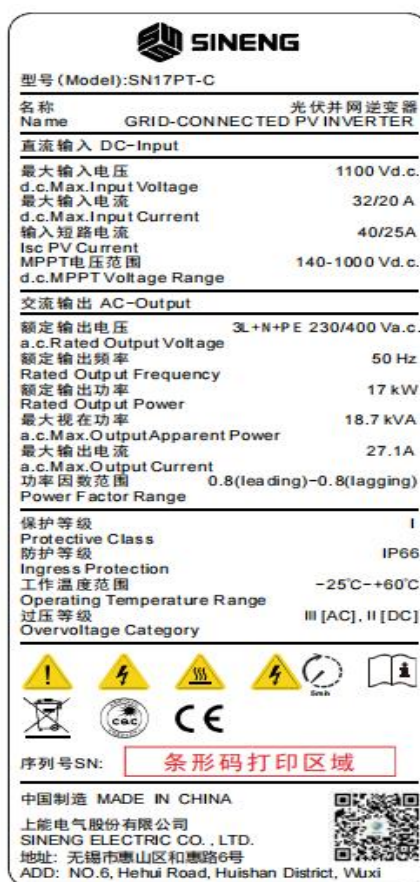 SINENG
型号(Model):SN17PT-C
名称 光伏并网逆变器
Name GRID-CONNECTED PV INVERTER
直流输入 DC-Input
最大输入电压 1100 Vd.c.
d.c.Max.Input Voltage
最大输入电流 32/20 A
d.c.Max.Input Current
输入短路电流 40/25A
Isc PV Current
MPPT电压范围 140-1000 Vd.c.
d.c.MPPT Voltage Range
交流输出 AC-Output
额定输出电压 3L+N+PE 230/400 Va.c.
a.c.Rated Output Voltage
额定输出频率 50 Hz
Rated Output Frequency
额定输出功率 17 kW
Rated Output Power
最大视在功率 18.7 kVA
a.c.Max.Output Apparent Power
最大输出电流 27.1A
a.c.Max.Output Current
功率因数范围 0.8(leading)-0.8(lagging)
Power Factor Range
保护等级 I
Protective Class
防护等级 IP66
Ingress Protection
工作温度范围 -25℃-+60℃
Operating Temperature Range
过压等级 III [AC], II [DC]
Overvoltage Category
5min
cqc CE
序列号SN: 条形码打印区域
中国制造 MADE IN CHINA
上能电气股份有限公司
SINENG ELECTRIC CO., LTD.
地址: 无锡市惠山区和惠路6号
ADD: NO.6, Hehui Road, Huishan District, Wuxi